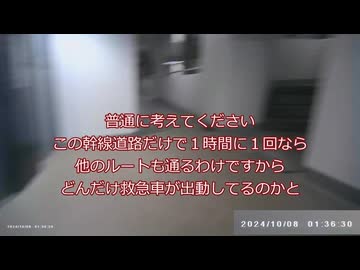 普通に考えてください
この幹線道路だけで１時間に１回なら
他のルートも通るわけですから
どんだけ救急車が出動してるのかと
2024/10/08 01:36:30